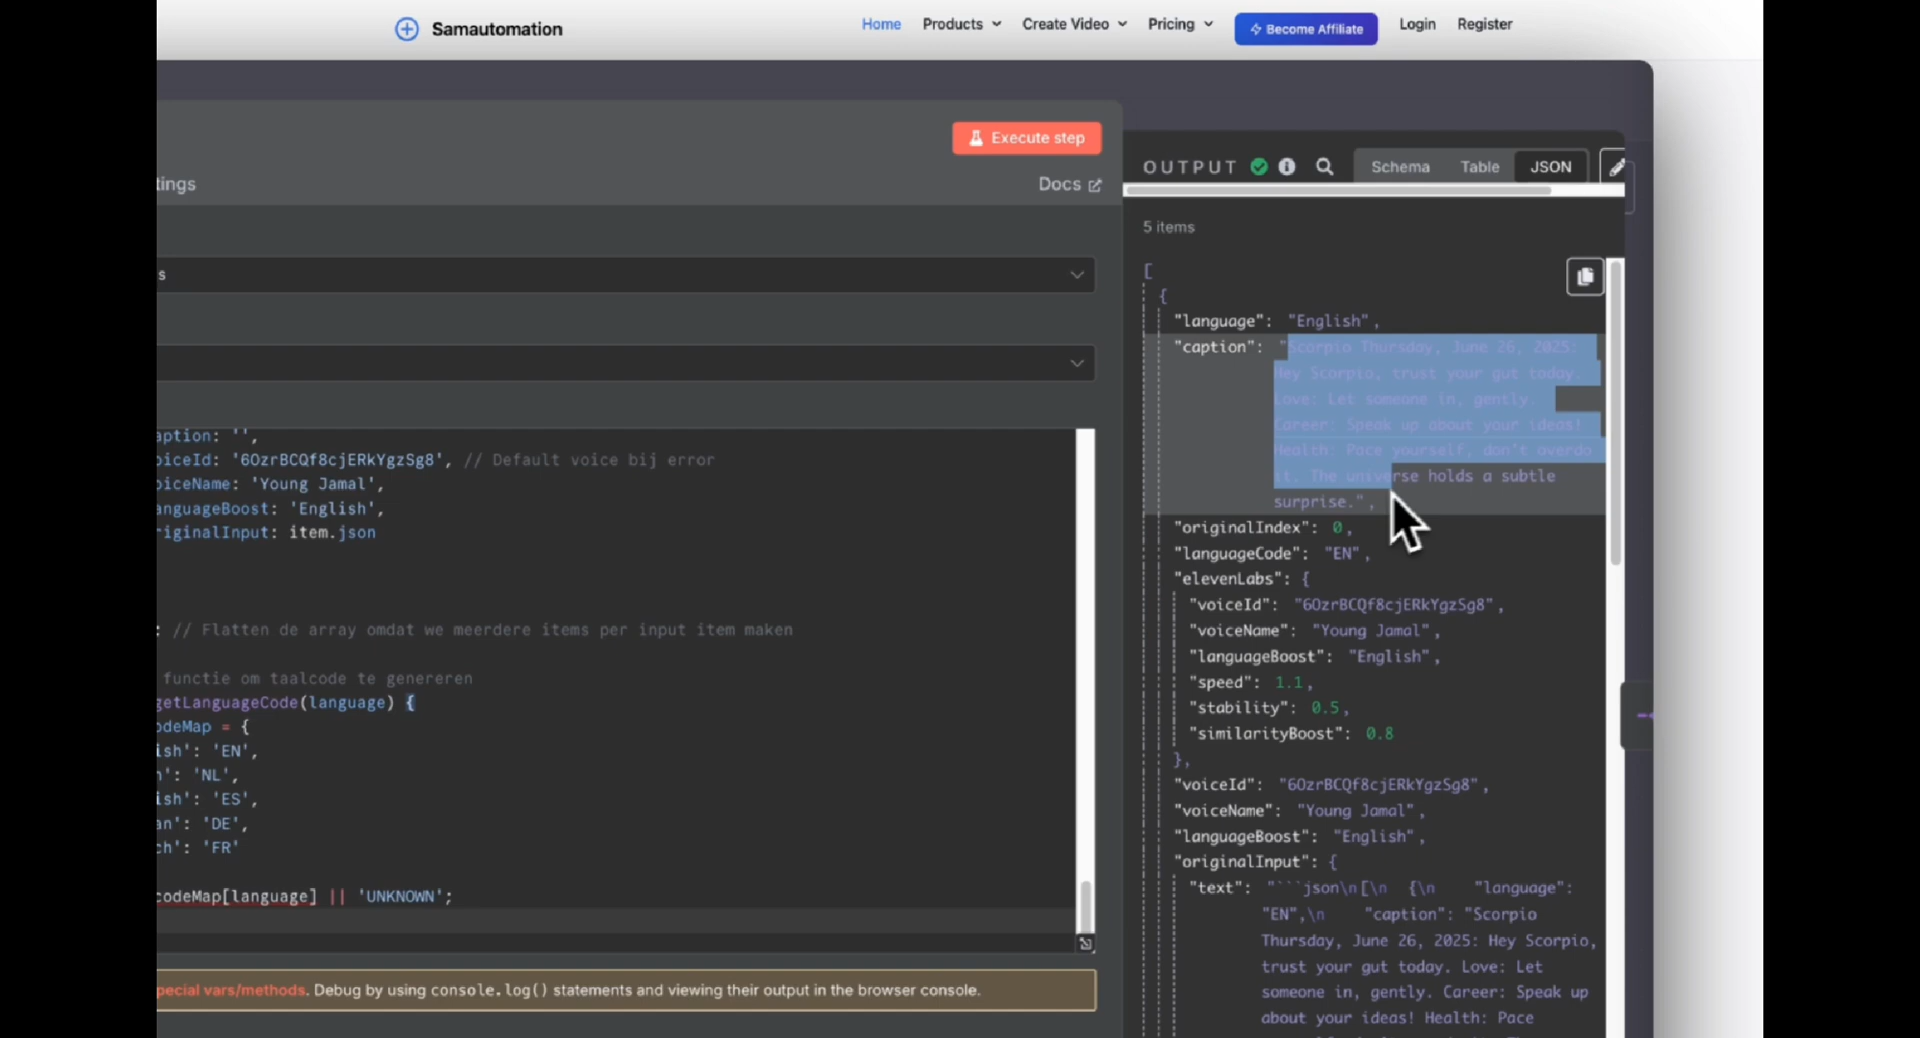 Samautomation
Home
Products
Create Video
Pricing
Become Affiliate
Login
Register
Execute step
tings
Docs
s
aption: '',
oiceId: '6OzrBCQf8cjERkYgzSg8', // Default voice bij error
oiceName: 'Young Jamal',
anguageBoost: 'English',
riginalInput: item.json
: // Flatten de array omdat we meerdere items per input item maken
functie om taalcode te genereren
getLanguageCode(language) {
odeMap = {
ish': 'EN',
h': 'NL',
ish': 'ES',
an': 'DE',
ch': 'FR'
codeMap[language] || 'UNKNOWN';
pecial vars/methods. Debug by using console.log() statements and viewing their output in the browser console.
OUTPUT
Schema
Table
JSON
5 items
[
{
"language": "English",
"caption": "Scorpio Thursday, June 26, 2025:
Hey Scorpio, trust your gut today.
Love: Let someone in, gently.
Career: Speak up about your ideas!
Health: Pace yourself, don't overdo
it. The universe holds a subtle
surprise.",
"originalIndex": 0,
"languageCode": "EN",
"elevenLabs": {
"voiceId": "6OzrBCQf8cjERkYgzSg8",
"voiceName": "Young Jamal",
"languageBoost": "English",
"speed": 1.1,
"stability": 0.5,
"similarityBoost": 0.8
},
"voiceId": "6OzrBCQf8cjERkYgzSg8",
"voiceName": "Young Jamal",
"languageBoost": "English",
"originalInput": {
"text": "```json\n[\n {\n "language":
"EN",\n "caption": "Scorpio
Thursday, June 26, 2025: Hey Scorpio,
trust your gut today. Love: Let
someone in, gently. Career: Speak up
about your ideas! Health: Pace